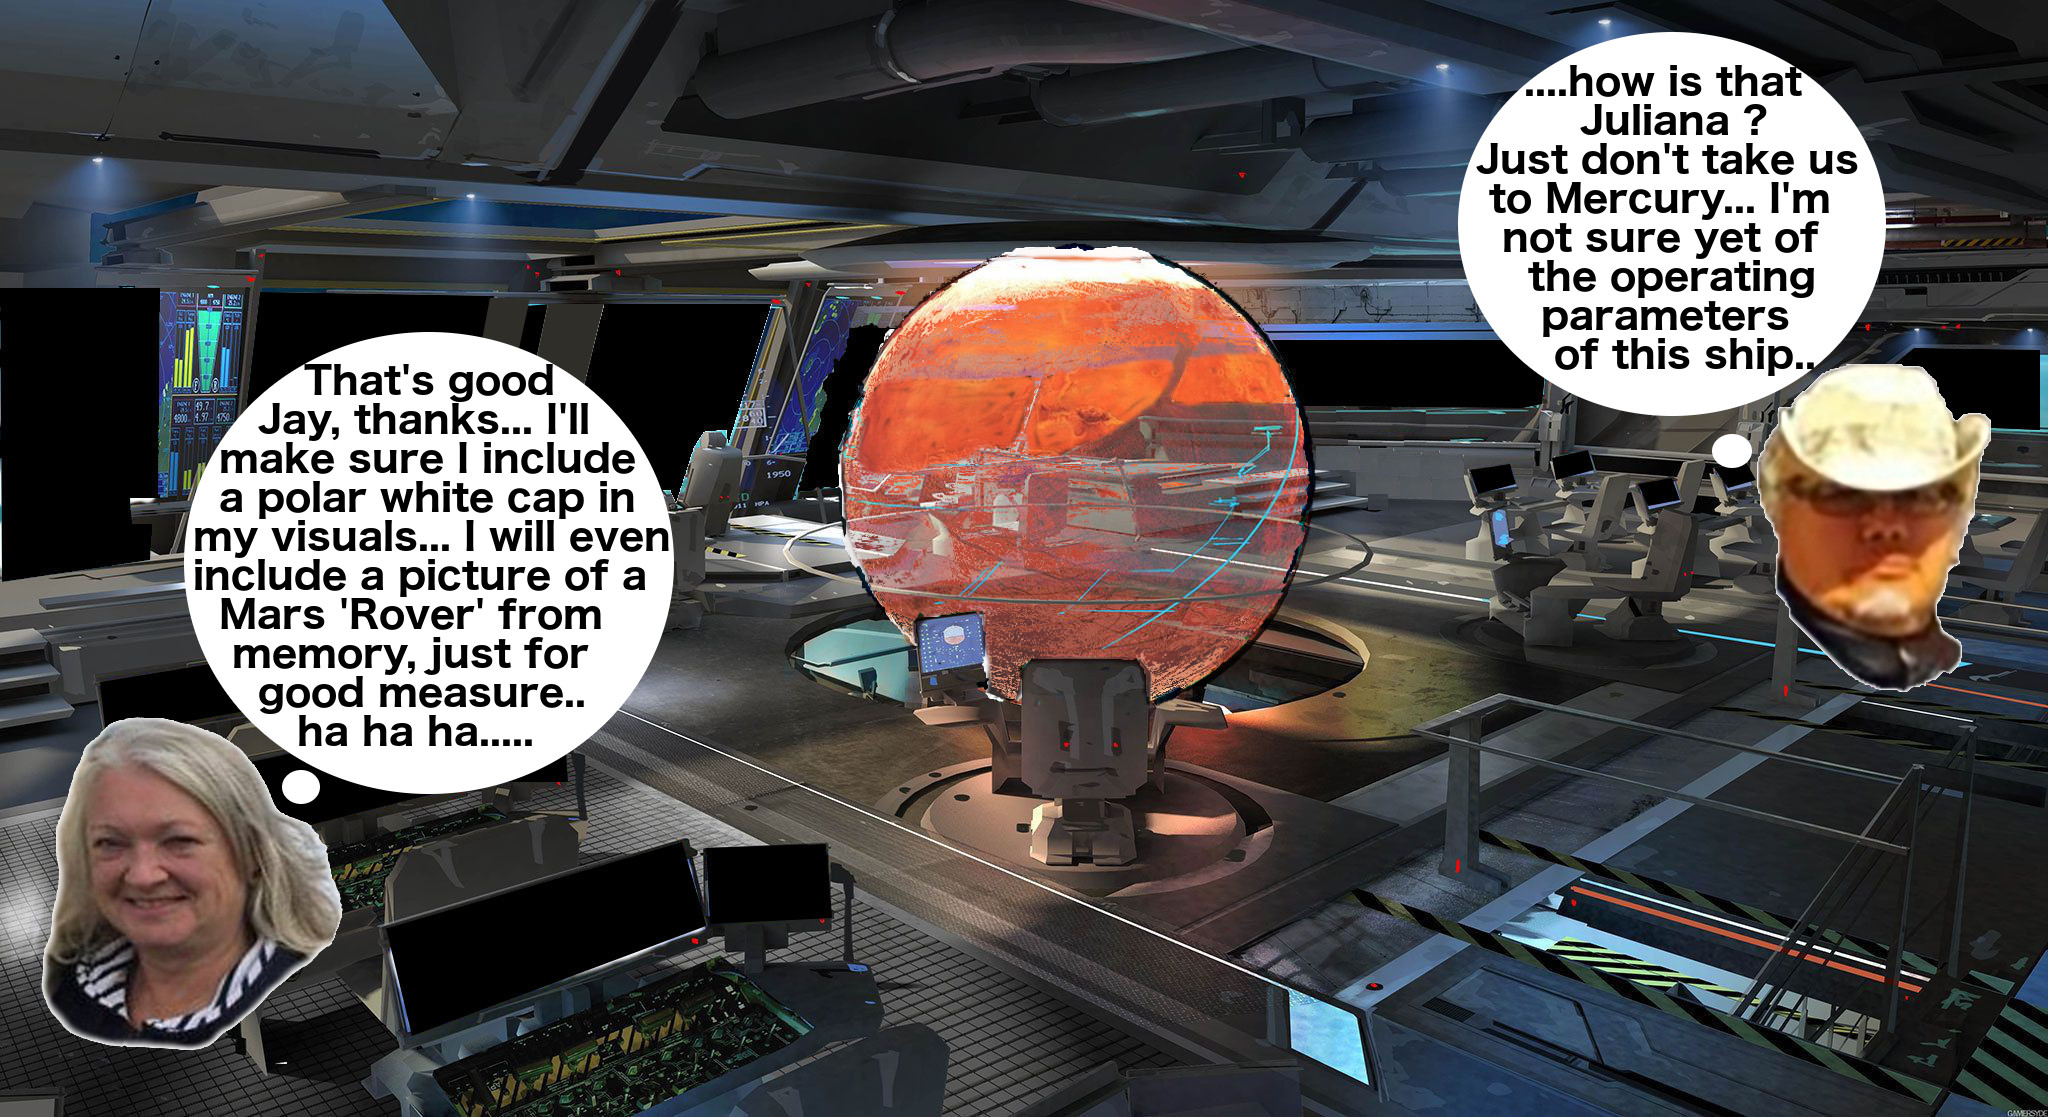 ....how is that
Juliana ?
Just don't take us
to Mercury... I'm
not sure yet of
the operating
parameters
of this ship..
That's good
Jay, thanks... I'll
make sure I include
a polar white cap in
my visuals... I will even
include a picture of a
Mars 'Rover' from
memory, just for
good measure..
ha ha ha.....
1950
GAMERSYDE